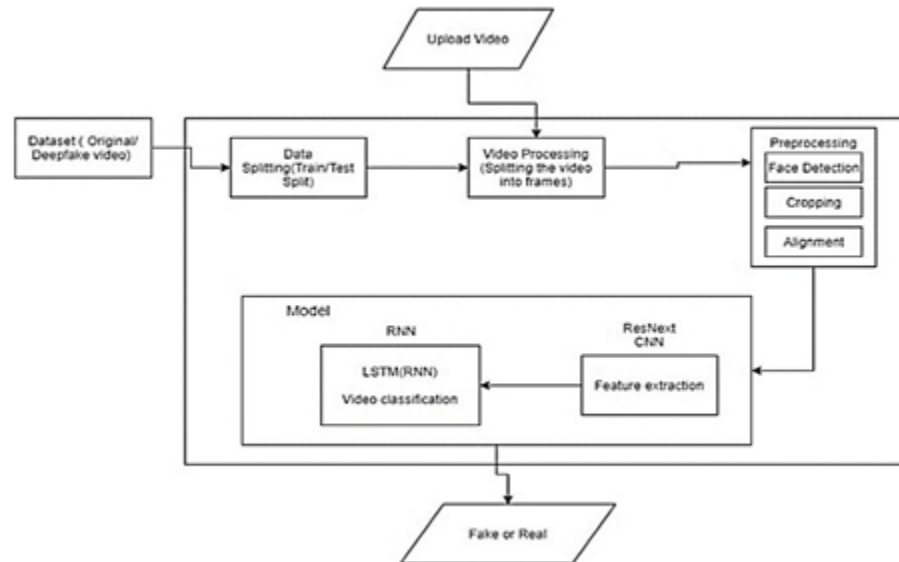 Upload Video
Dataset ( Original/
Deepfake video)
Data
Splitting(Train/Test
Split)
Video Processing
(Splitting the video
into frames)
Preprocessing
Face Detection
Cropping
Alignment
Model
RNN
LSTM(RNN)
Video classification
ResNext
CNN
Feature extraction
Fake or Real